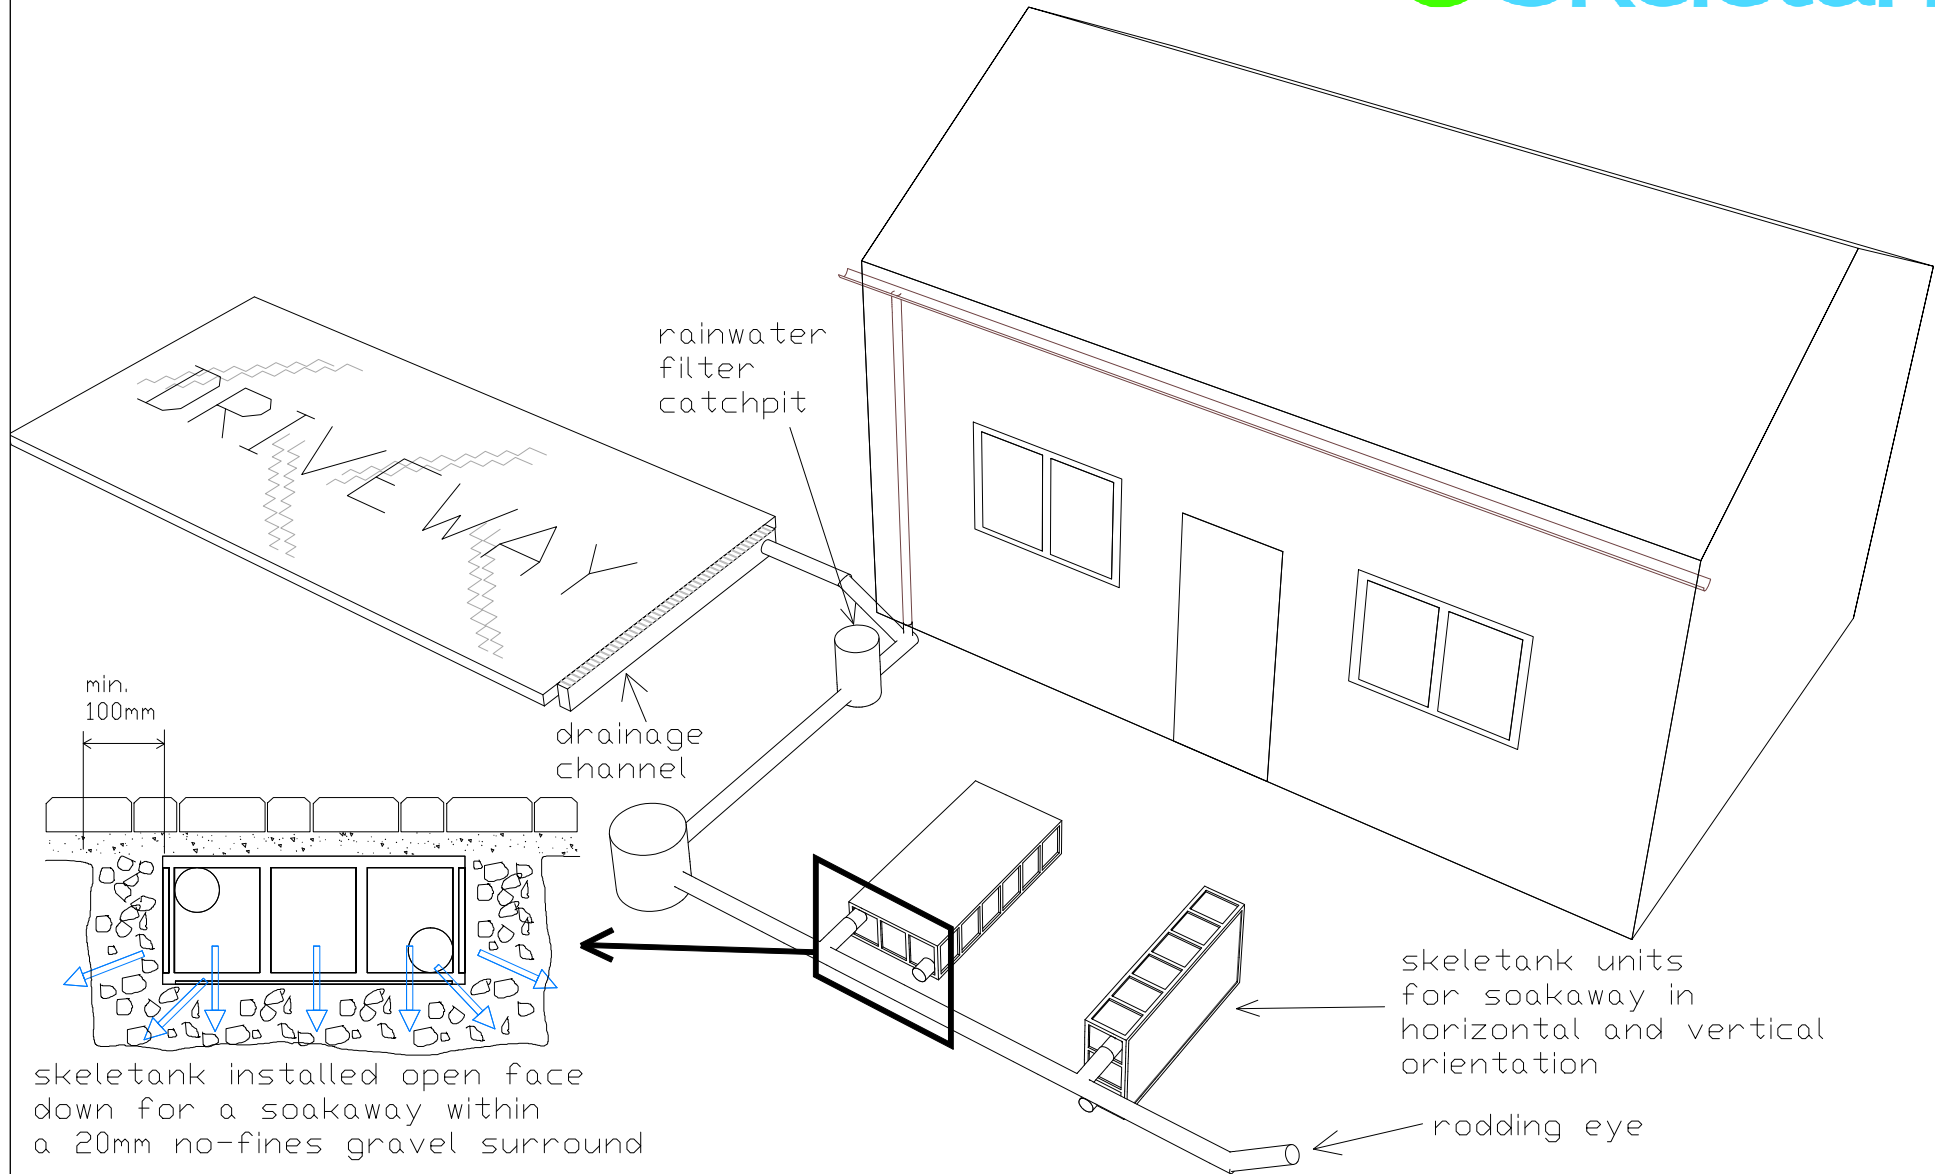 DRIVEWAY
rainwater
filter
catchpit
min.
100mm
drainage
channel
skeletank units
for soakaway in
horizontal and vertical
orientation
rodding eye
skeletank installed open face
down for a soakaway within
a 20mm no-fines gravel surround